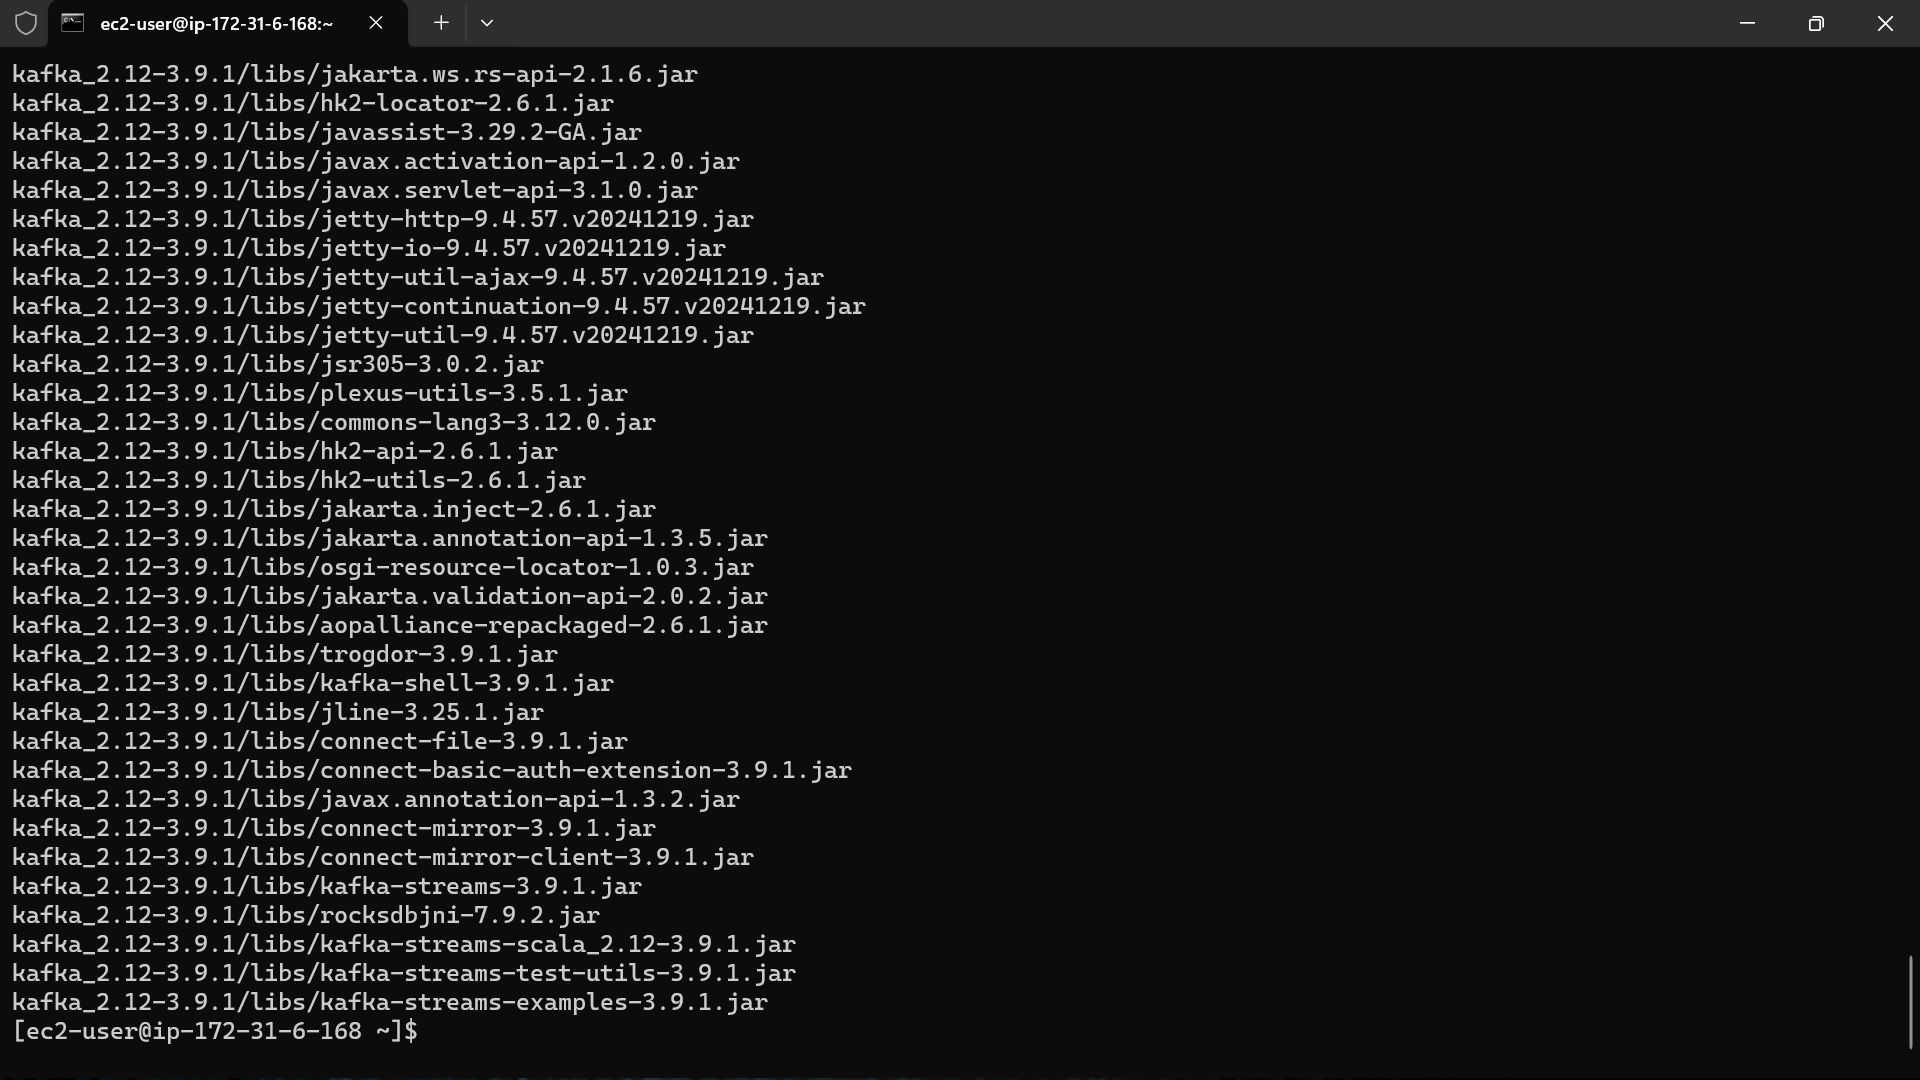 ec2-user@ip-172-31-6-168:~
kafka_2.12-3.9.1/libs/jakarta.ws.rs-api-2.1.6.jar
kafka_2.12-3.9.1/libs/hk2-locator-2.6.1.jar
kafka_2.12-3.9.1/libs/javassist-3.29.2-GA.jar
kafka_2.12-3.9.1/libs/javax.activation-api-1.2.0.jar
kafka_2.12-3.9.1/libs/javax.servlet-api-3.1.0.jar
kafka_2.12-3.9.1/libs/jetty-http-9.4.57.v20241219.jar
kafka_2.12-3.9.1/libs/jetty-io-9.4.57.v20241219.jar
kafka_2.12-3.9.1/libs/jetty-util-ajax-9.4.57.v20241219.jar
kafka_2.12-3.9.1/libs/jetty-continuation-9.4.57.v20241219.jar
kafka_2.12-3.9.1/libs/jetty-util-9.4.57.v20241219.jar
kafka_2.12-3.9.1/libs/jsr305-3.0.2.jar
kafka_2.12-3.9.1/libs/plexus-utils-3.5.1.jar
kafka_2.12-3.9.1/libs/commons-lang3-3.12.0.jar
kafka_2.12-3.9.1/libs/hk2-api-2.6.1.jar
kafka_2.12-3.9.1/libs/hk2-utils-2.6.1.jar
kafka_2.12-3.9.1/libs/jakarta.inject-2.6.1.jar
kafka_2.12-3.9.1/libs/jakarta.annotation-api-1.3.5.jar
kafka_2.12-3.9.1/libs/osgi-resource-locator-1.0.3.jar
kafka_2.12-3.9.1/libs/jakarta.validation-api-2.0.2.jar
kafka_2.12-3.9.1/libs/aopalliance-repackaged-2.6.1.jar
kafka_2.12-3.9.1/libs/trogdor-3.9.1.jar
kafka_2.12-3.9.1/libs/kafka-shell-3.9.1.jar
kafka_2.12-3.9.1/libs/jline-3.25.1.jar
kafka_2.12-3.9.1/libs/connect-file-3.9.1.jar
kafka_2.12-3.9.1/libs/connect-basic-auth-extension-3.9.1.jar
kafka_2.12-3.9.1/libs/javax.annotation-api-1.3.2.jar
kafka_2.12-3.9.1/libs/connect-mirror-3.9.1.jar
kafka_2.12-3.9.1/libs/connect-mirror-client-3.9.1.jar
kafka_2.12-3.9.1/libs/kafka-streams-3.9.1.jar
kafka_2.12-3.9.1/libs/rocksdbjni-7.9.2.jar
kafka_2.12-3.9.1/libs/kafka-streams-scala_2.12-3.9.1.jar
kafka_2.12-3.9.1/libs/kafka-streams-test-utils-3.9.1.jar
kafka_2.12-3.9.1/libs/kafka-streams-examples-3.9.1.jar
[ec2-user@ip-172-31-6-168 ~]$